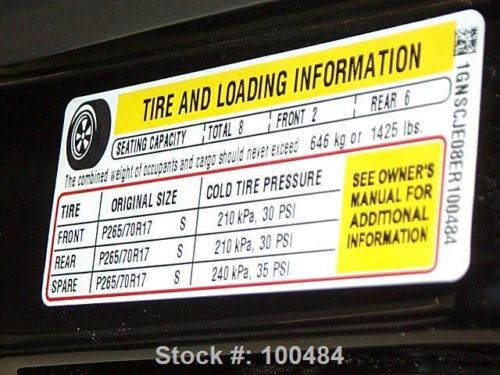 TIRE AND LOADING INFORMATION
SEATING CAPACITY TOTAL 8 FRONT 2 REAR 6
The combined weight of occupants and cargo should never exceed 646 kg or 1425 lbs.
TIRE ORIGINAL SIZE COLD TIRE PRESSURE
FRONT P265/70R17 S 210 kPa, 30 PSI
REAR P265/70R17 S 210 kPa, 30 PSI
SPARE P265/70R17 S 240 kPa, 35 PSI
SEE OWNER'S
MANUAL FOR
ADDITIONAL
INFORMATION
1GNSCJE08ER100484
Stock #: 100484